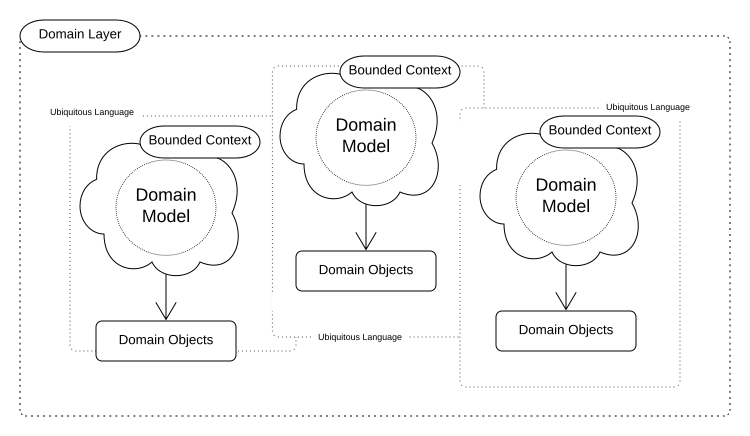 Domain Layer
Bounded Context
Domain
Model
Domain Objects
Ubiquitous Language
Ubiquitous Language
Bounded Context
Domain
Model
Domain Objects
Ubiquitous Language
Bounded Context
Domain
Model
Domain Objects